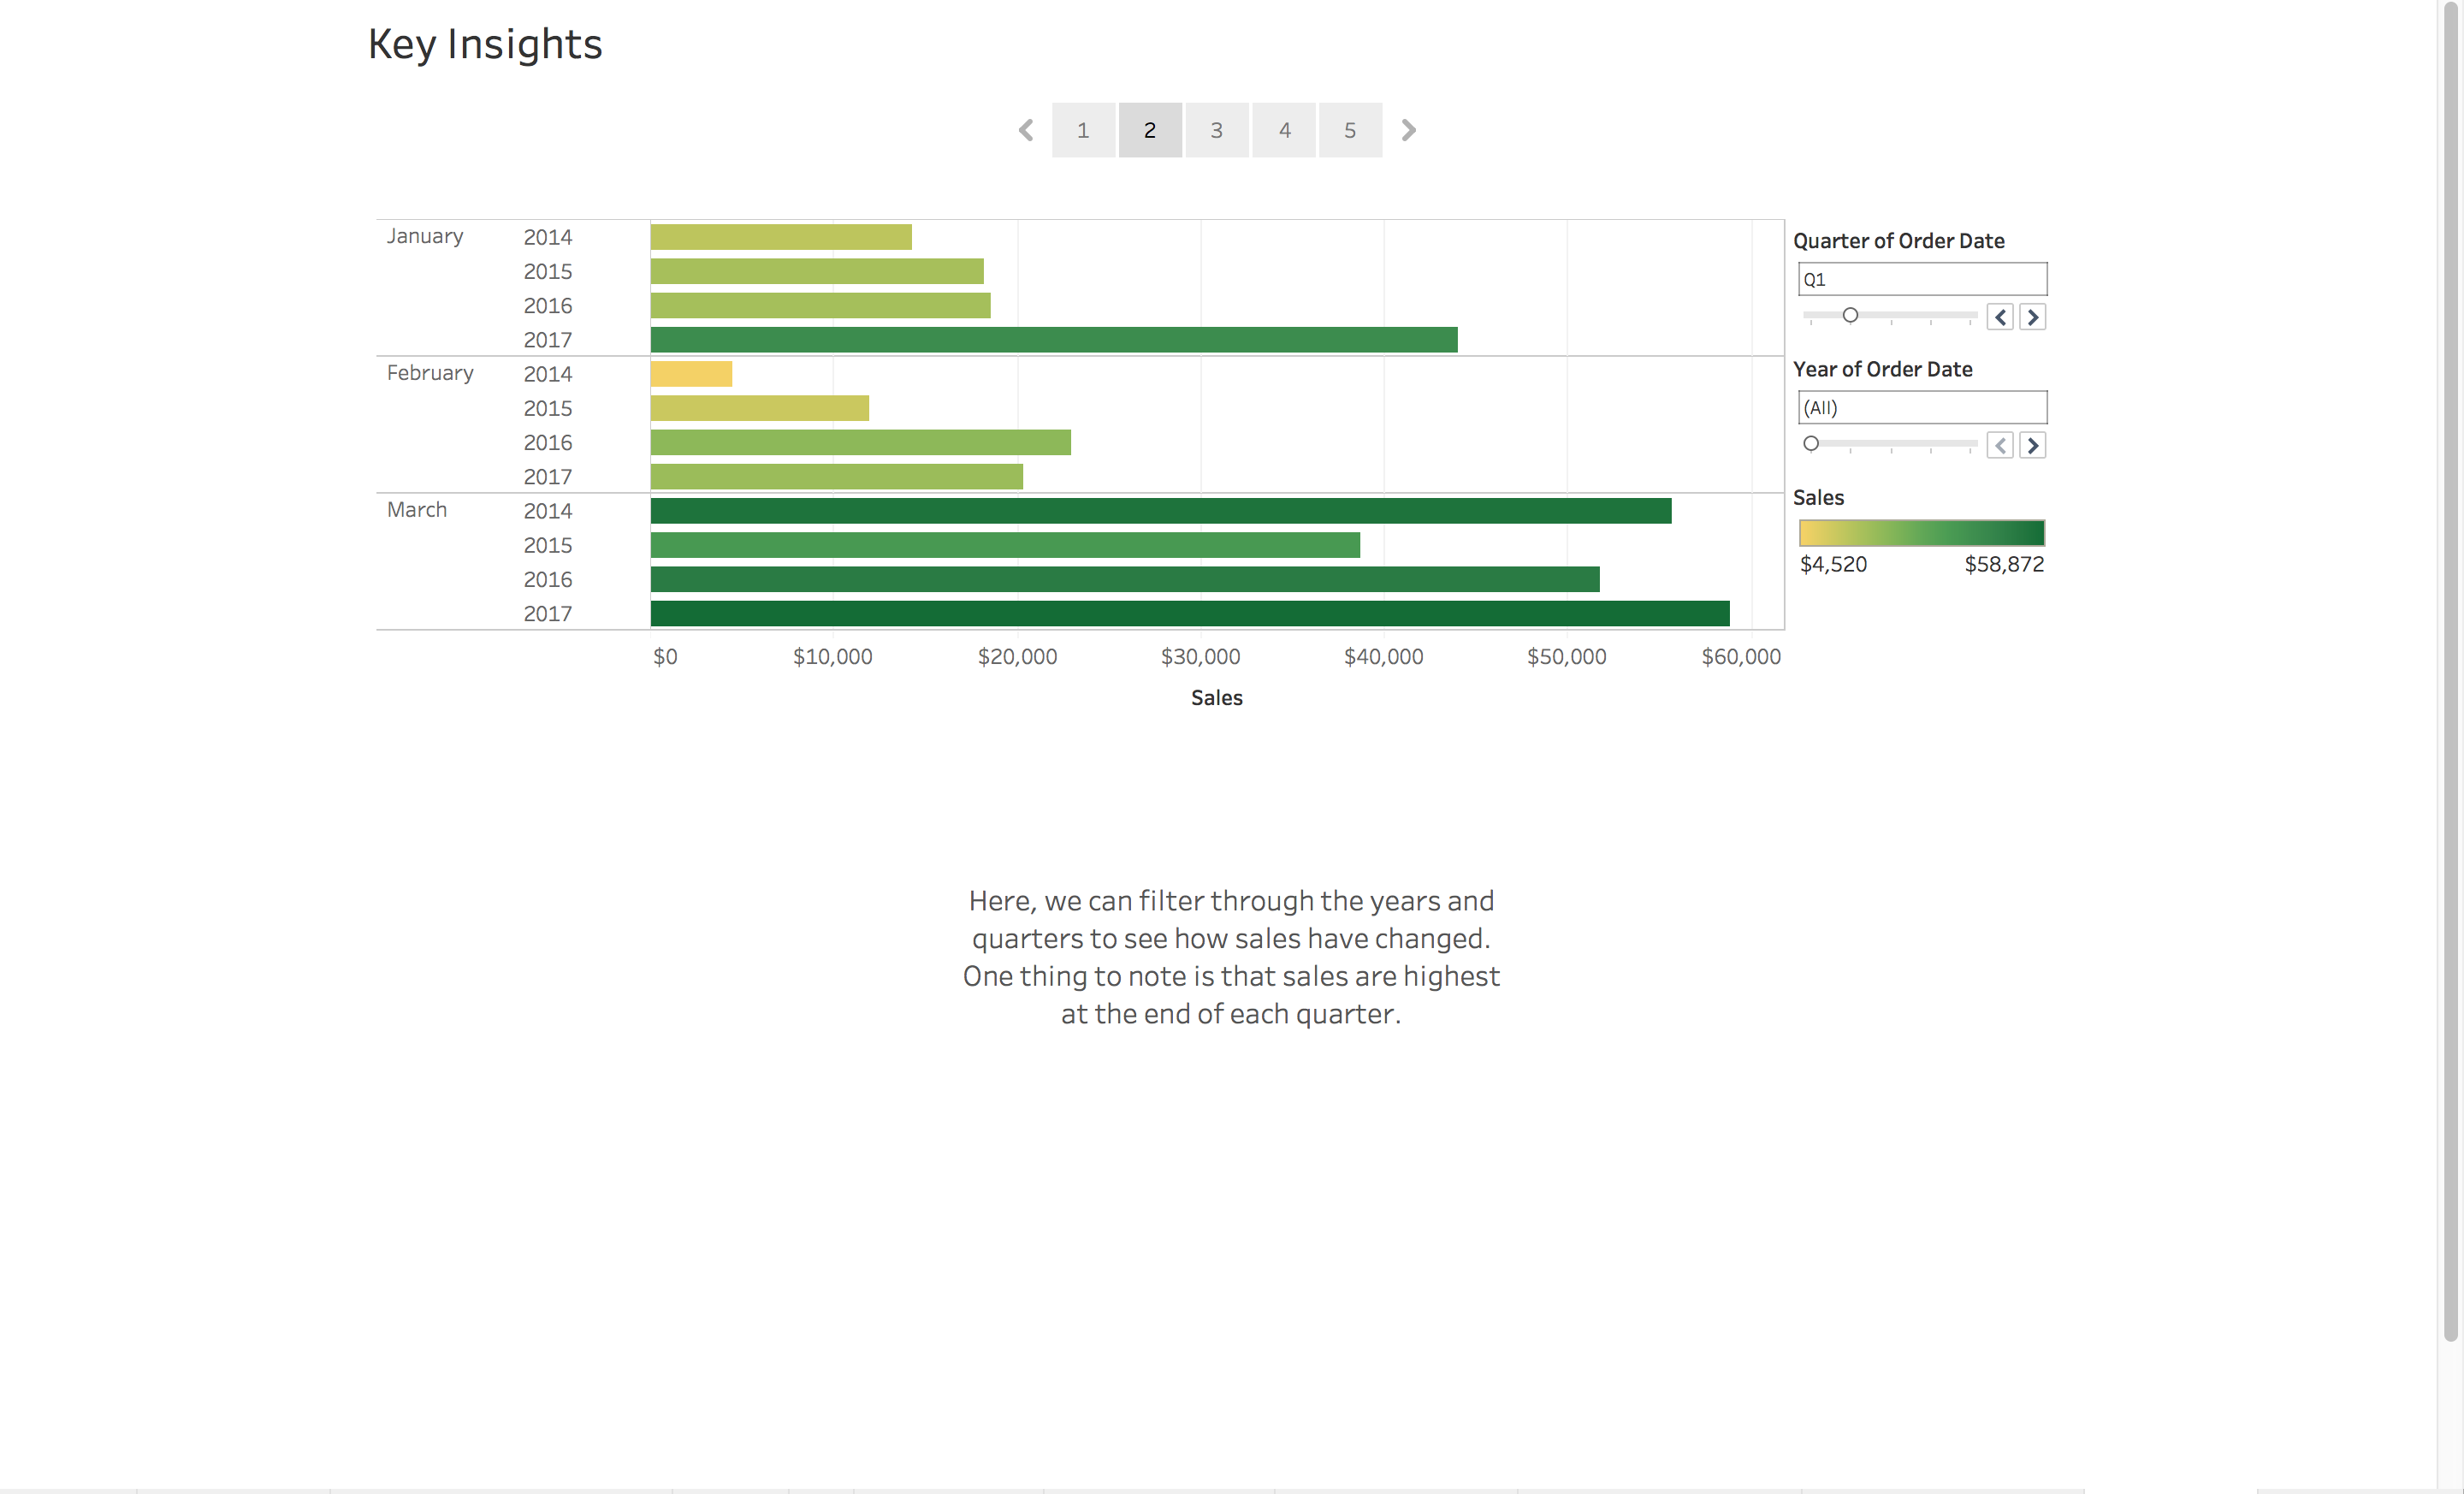 Key Insights
1 2 3 4 5
January 2014
2015
2016
2017
February 2014
2015
2016
2017
March 2014
2015
2016
2017
$0 $10,000 $20,000 $30,000 $40,000 $50,000 $60,000
Sales
Quarter of Order Date
Q1
Year of Order Date
(All)
Sales
$4,520 $58,872
Here, we can filter through the years and
quarters to see how sales have changed.
One thing to note is that sales are highest
at the end of each quarter.